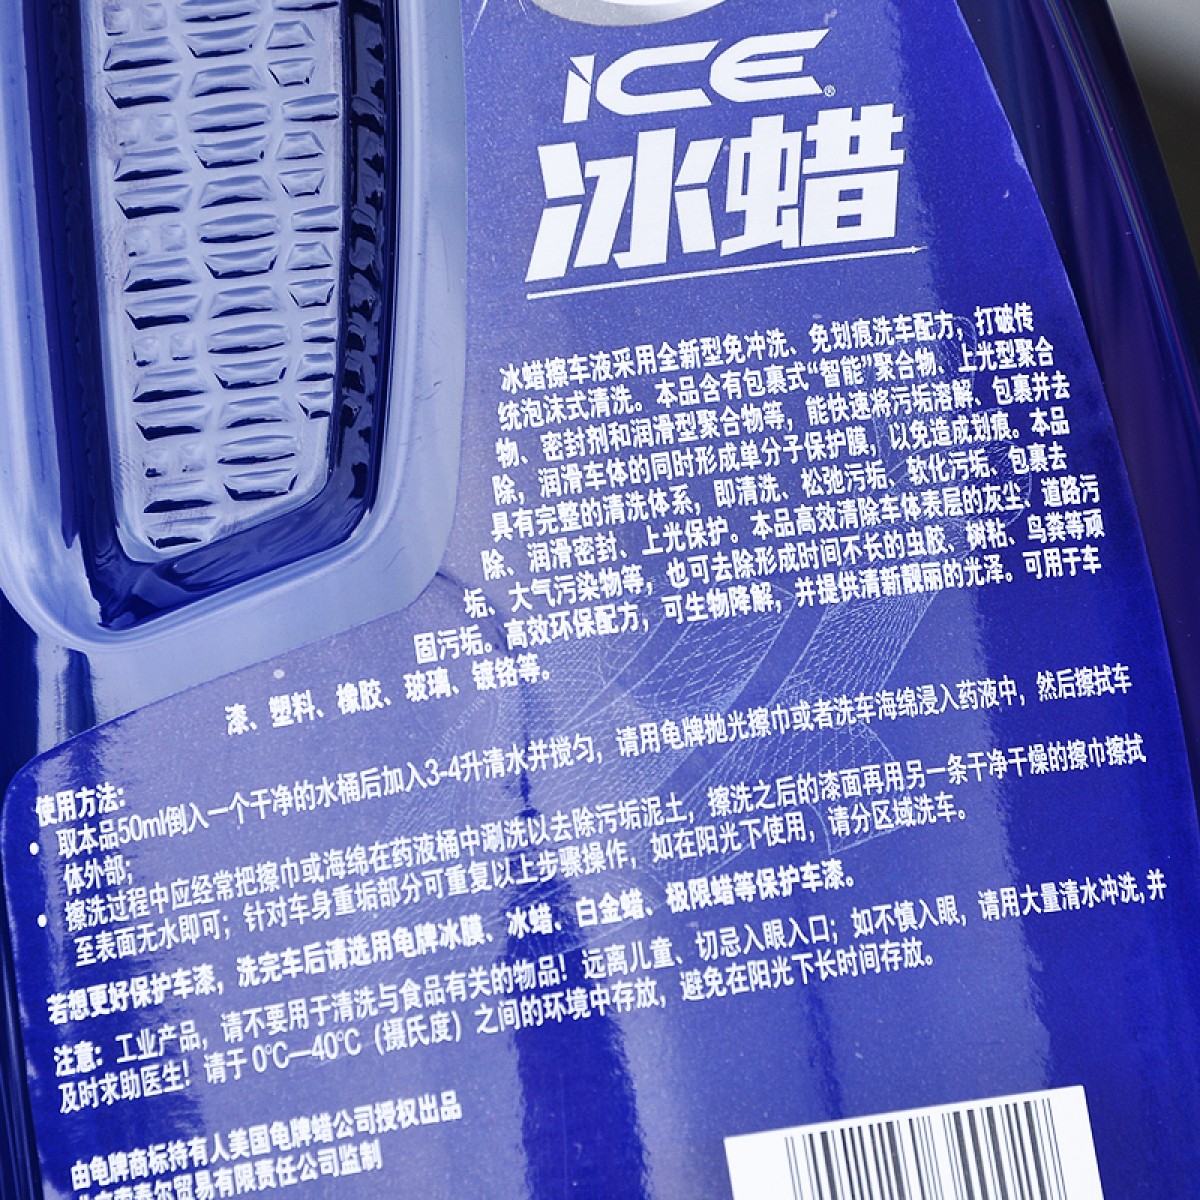 ICE®
冰蜡
冰蜡擦车液采用全新型免冲洗、免划痕洗车配方，打破传
统泡沫式清洗。本品含有包裹式“智能”聚合物、上光型聚合
物、密封剂和润滑型聚合物等，能快速将污垢溶解、包裹并去
除，润滑车体的同时形成单分子保护膜，以免造成划痕。本品
具有完整的清洗体系，即清洗、松弛污垢、软化污垢、包裹去
除、润滑密封、上光保护。本品高效清除车体表层的灰尘、道路污
垢、大气污染物等，也可去除形成时间不长的虫胶、树粘、鸟粪等顽
固污垢。高效环保配方，可生物降解，并提供清新靓丽的光泽。可用于车
漆、塑料、橡胶、玻璃、镀铬等。
使用方法：
• 取本品50ml倒入一个干净的水桶后加入3-4升清水并搅匀，请用龟牌抛光擦巾或者洗车海绵浸入药液中，然后擦拭车
体外部；
• 擦洗过程中应经常把擦巾或海绵在药液桶中涮洗以去除污垢泥土，擦洗之后的漆面再用另一条干净干燥的擦巾擦拭
至表面无水即可；针对车身重垢部分可重复以上步骤操作，如在阳光下使用，请分区域洗车。
若想更好保护车漆，洗完车后请选用龟牌冰膜、冰蜡、白金蜡、极限蜡等保护车漆。
注意：工业产品，请不要用于清洗与食品有关的物品！远离儿童、切忌入眼入口；如不慎入眼，请用大量清水冲洗,并
及时求助医生！请于0℃—40℃（摄氏度）之间的环境中存放，避免在阳光下长时间存放。
由龟牌商标持有人美国龟牌蜡公司授权出品
泰尔贸易有限责任公司监制